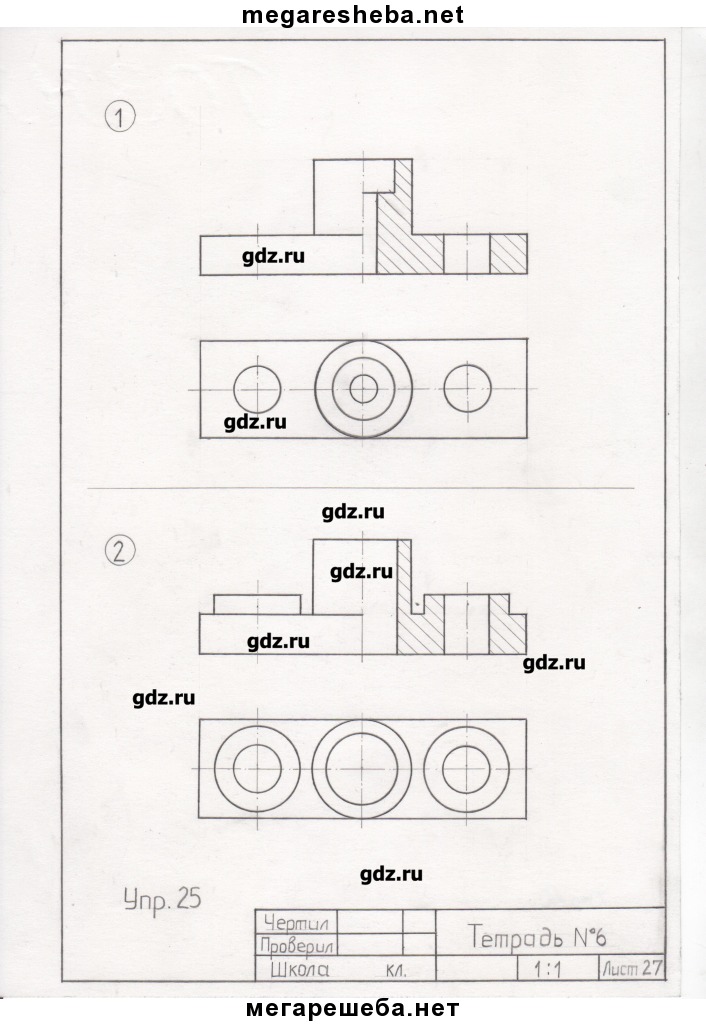 megaresheba.net
1
gdz.ru
gdz.ru
gdz.ru
2
gdz.ru
gdz.ru
gdz.ru
gdz.ru
gdz.ru
Упр. 25
Чертил
Проверил
Школа кл.
Тетрадь №6
1:1
Лист 27
мегарешеба.нет